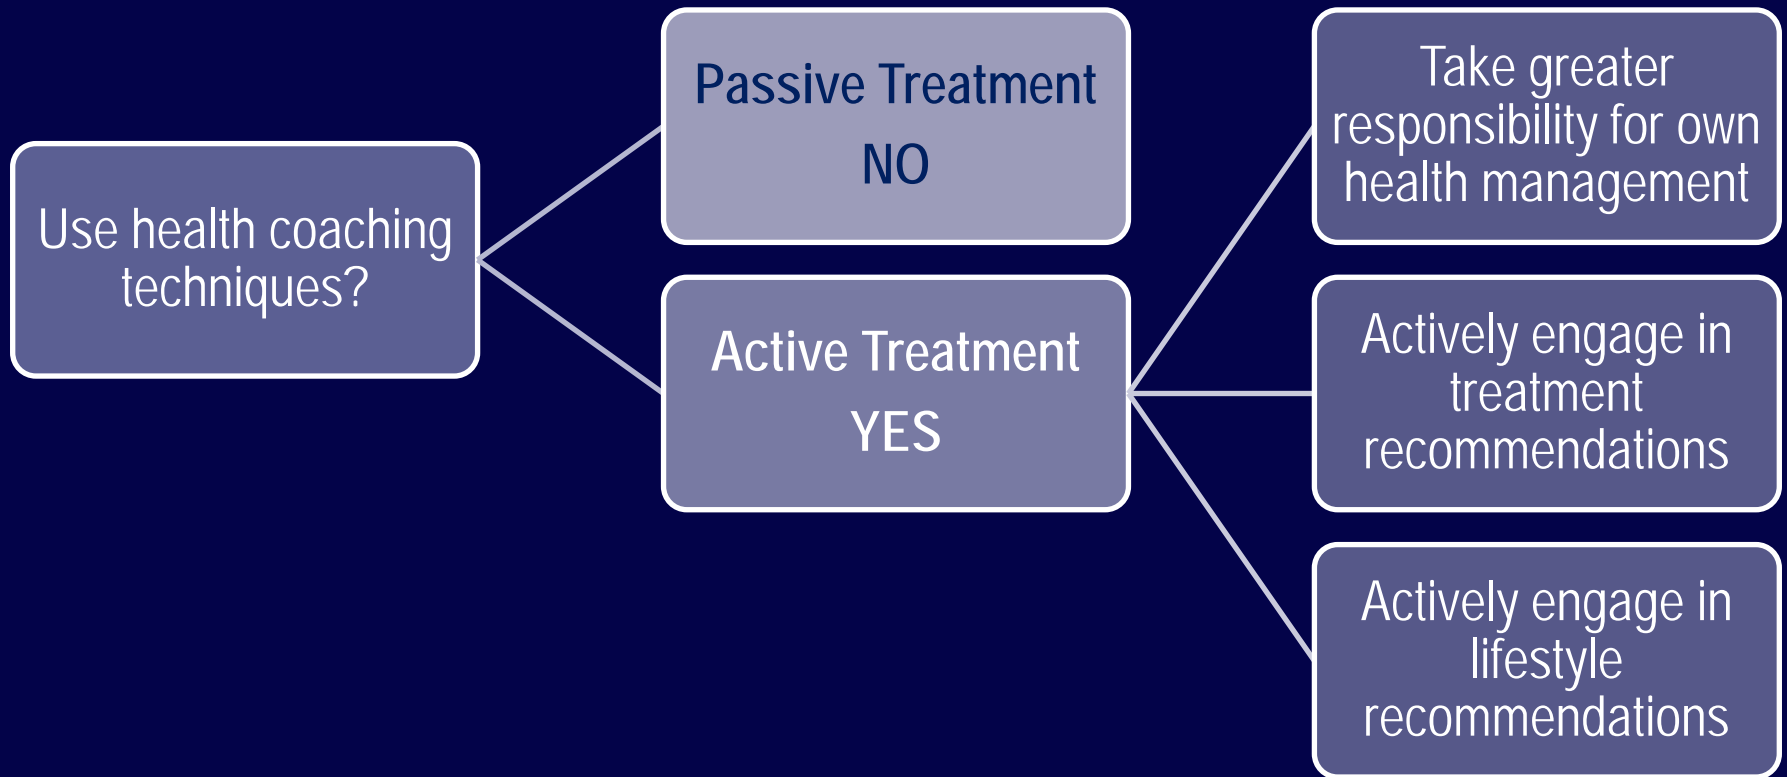 Use health coaching
techniques?
Passive Treatment
NO
Active Treatment
YES
Take greater
responsibility for own
health management
Actively engage in
treatment
recommendations
Actively engage in
lifestyle
recommendations